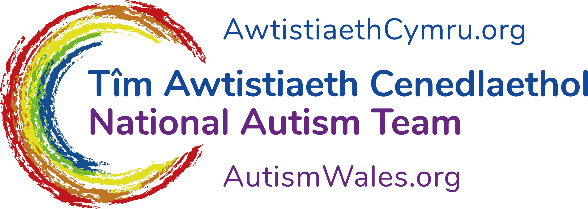 AwtistiaethCymru.org
Tîm Awtistiaeth Cenedlaethol
National Autism Team
AutismWales.org